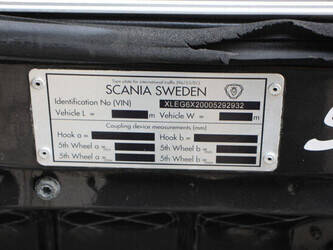 Type plate for international traffic (96/53/EC)
SCANIA SWEDEN
Identification No (VIN) XLEG6X20005292932
Vehicle L = m Vehicle W = m
Coupling device measurements (mm)
Hook a = Hook b =
5th Wheel a = 5th Wheel b =
5th Wheel a = 5th Wheel b =